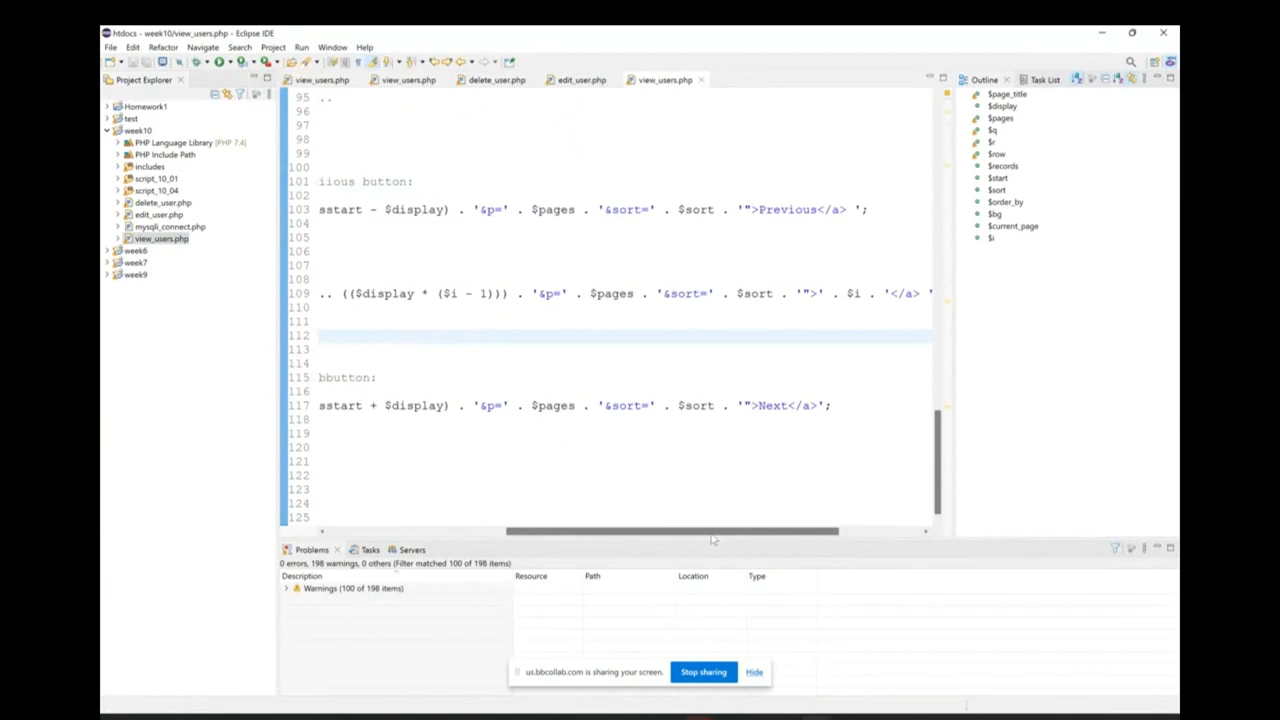 htdocs - week10/view_users.php - Eclipse IDE
File Edit Refactor Navigate Search Project Run Window Help
Project Explorer
view_users.php view_users.php delete_user.php edit_user.php view_users.php
Outline Task List
Homework1
test
week10
PHP Language Library [PHP 7.4]
PHP Include Path
includes
script_10_01
script_10_04
delete_user.php
edit_user.php
mysqli_connect.php
view_users.php
week6
week7
week9
95 ..
96
97
98
99
100
101 iious button:
102
103 sstart - $display) . '&p=' . $pages . '&sort=' . $sort . '">Previous</a> ';
104
105
106
107
108
109 .. (($display * ($i - 1))) . '&p=' . $pages . '&sort=' . $sort . '">' . $i . '</a> '
110
111
112
113
114
115 bbutton:
116
117 sstart + $display) . '&p=' . $pages . '&sort=' . $sort . '">Next</a>';
118
119
120
121
122
123
124
125
$page_title
$display
$pages
$q
$r
$row
$records
$start
$sort
$order_by
$bg
$current_page
$i
Problems Tasks Servers
0 errors, 198 warnings, 0 others (Filter matched 100 of 198 items)
Description Resource Path Location Type
Warnings (100 of 198 items)
us.bbcollab.com is sharing your screen. Stop sharing Hide